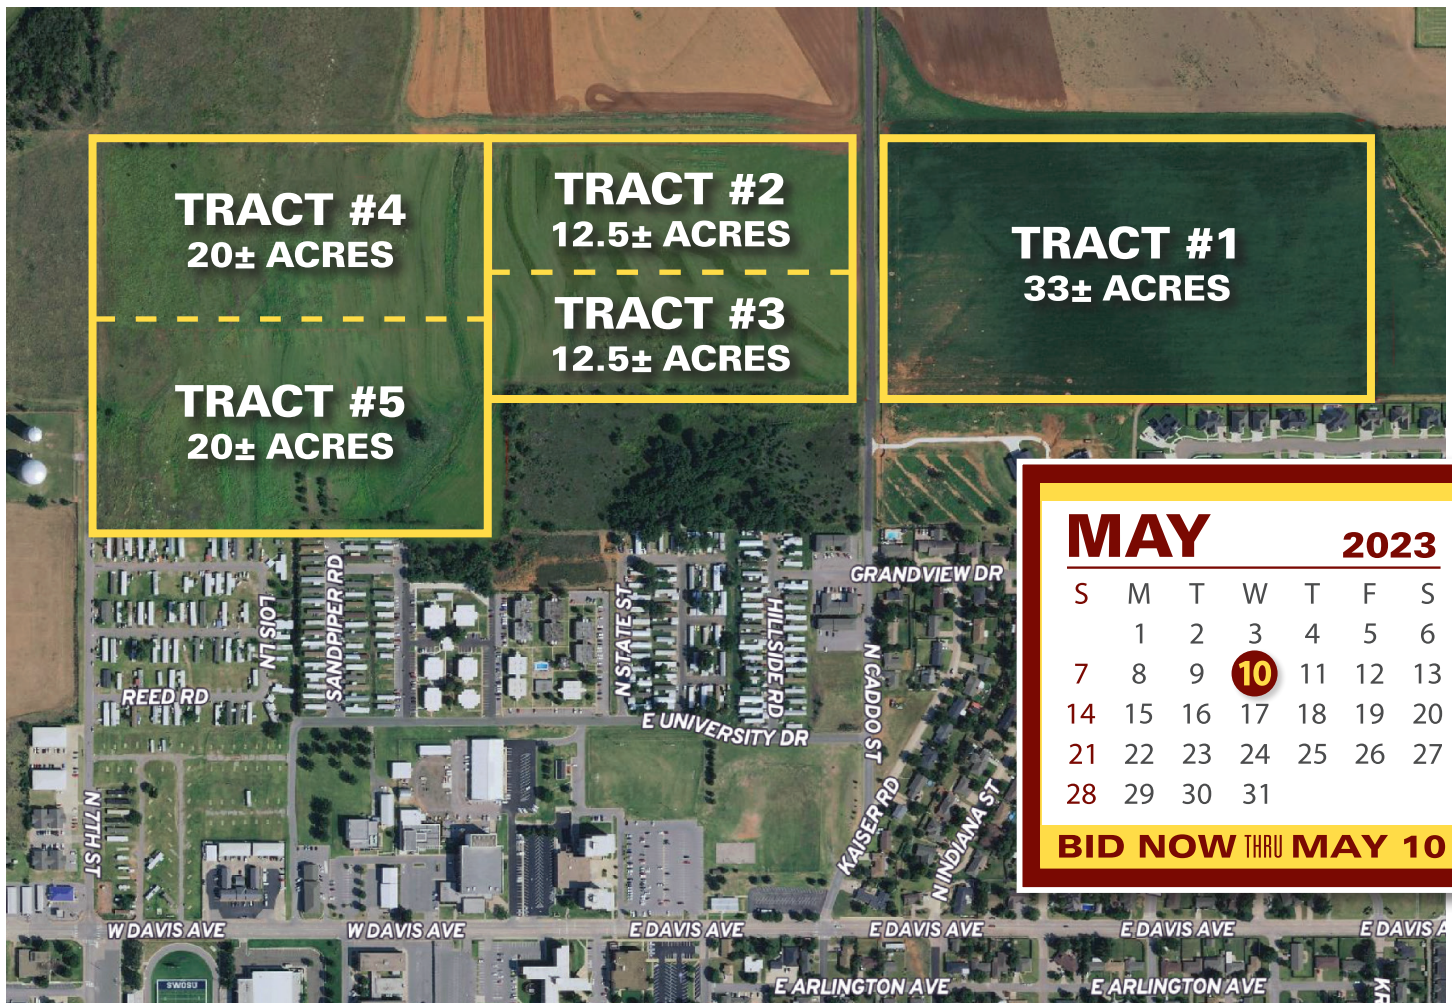 TRACT #4
20± ACRES
TRACT #2
12.5± ACRES
TRACT #1
33± ACRES
TRACT #3
12.5± ACRES
TRACT #5
20± ACRES
MAY 2023
S M T W T F S
1 2 3 4 5 6
7 8 9 10 11 12 13
14 15 16 17 18 19 20
21 22 23 24 25 26 27
28 29 30 31
BID NOW THRU MAY 10
GRANDVIEW DR
LOIS LN
SANDPIPER RD
N STATE ST
HILLSIDE RD
REED RD
N CADDO ST
E UNIVERSITY DR
N 7TH ST
KAISER RD
N INDIANA ST
W DAVIS AVE
W DAVIS AVE
E DAVIS AVE
E DAVIS AVE
E DAVIS AVE
E DAVIS A
SWOSU
E ARLINGTON AVE
E ARLINGTON AVE